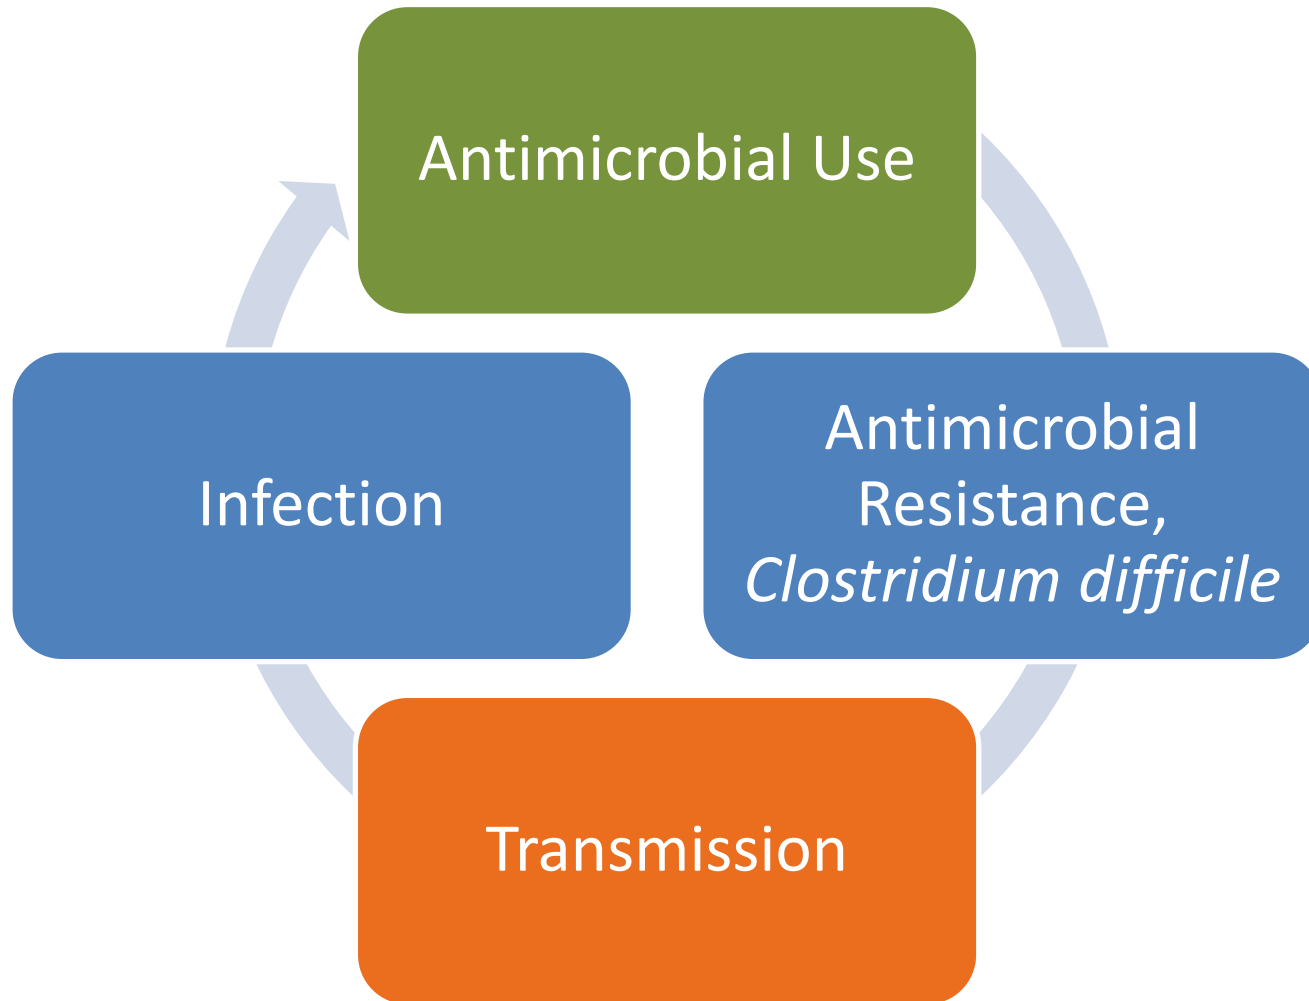 Antimicrobial Use
Antimicrobial
Resistance,
Clostridium difficile
Infection
Transmission